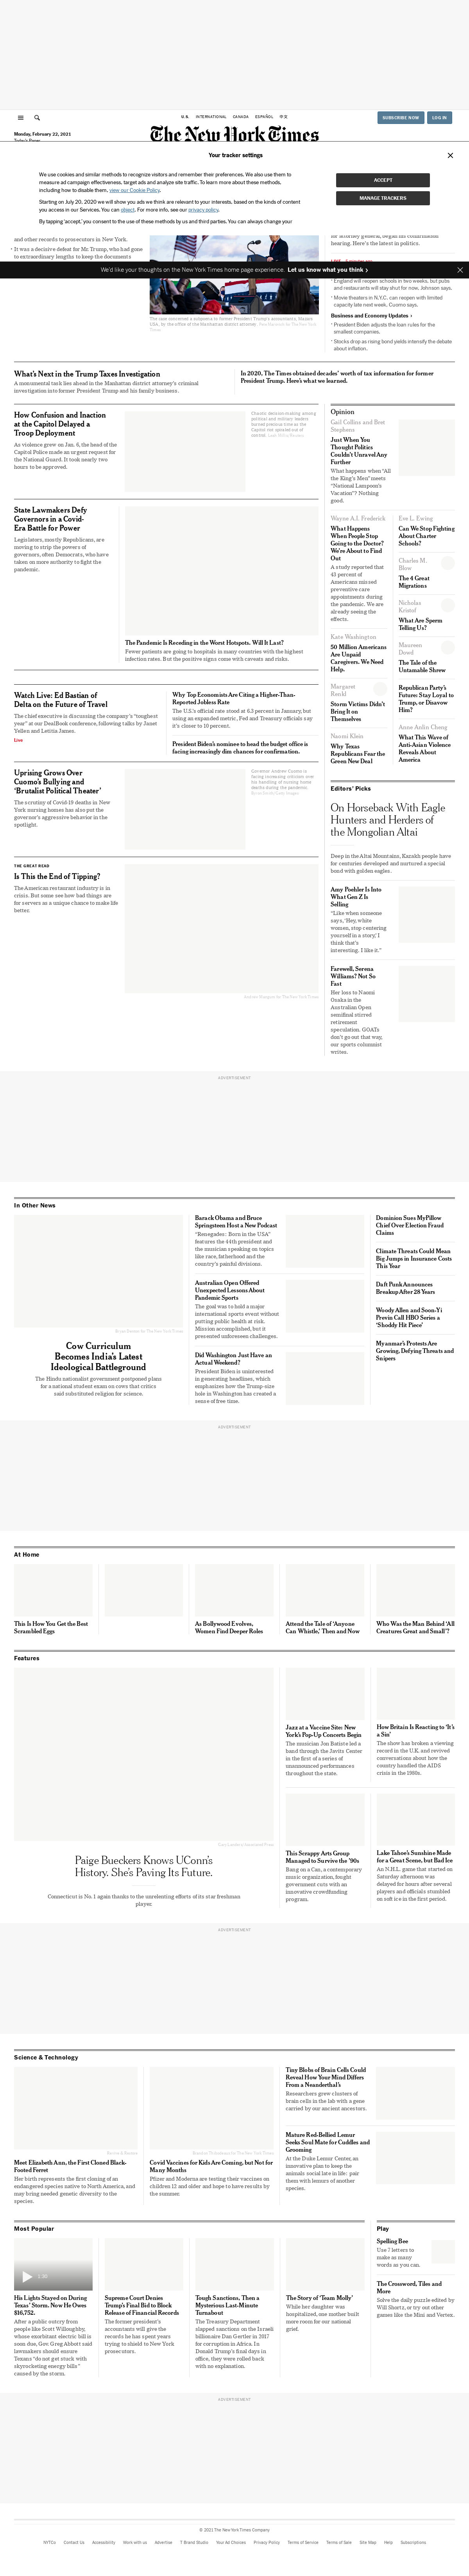 U.S.
INTERNATIONAL
CANADA
ESPAÑOL
中文
SUBSCRIBE NOW
LOG IN
Monday, February 22, 2021
Today's Paper
The New York Times
Your tracker settings
We use cookies and similar methods to recognize visitors and remember their preferences. We also use them to
measure ad campaign effectiveness, target ads and analyze site traffic. To learn more about these methods,
including how to disable them, view our Cookie Policy.
Starting on July 20, 2020 we will show you ads we think are relevant to your interests, based on the kinds of content
you access in our Services. You can object. For more info, see our privacy policy.
By tapping 'accept,' you consent to the use of these methods by us and third parties. You can always change your
ACCEPT
MANAGE TRACKERS
and other records to prosecutors in New York.
• It was a decisive defeat for Mr. Trump, who had gone
to extraordinary lengths to keep the documents
for attorney general, began his confirmation
hearing. Here's the latest in politics.
We'd like your thoughts on the New York Times home page experience. Let us know what you think ›
The case concerned a subpoena to former President Trump's accountants, Mazars
USA, by the office of the Manhattan district attorney.
• England will reopen schools in two weeks, but pubs
and restaurants will stay shut for now, Johnson says.
• Movie theaters in N.Y.C. can reopen with limited
capacity late next week, Cuomo says.
Business and Economy Updates ›
• President Biden adjusts the loan rules for the
smallest companies.
• Stocks drop as rising bond yields intensify the debate
about inflation.
What's Next in the Trump Taxes Investigation
A monumental task lies ahead in the Manhattan district attorney's criminal
investigation into former President Trump and his family business.
In 2020, The Times obtained decades' worth of tax information for former
President Trump. Here's what we learned.
How Confusion and Inaction
at the Capitol Delayed a
Troop Deployment
As violence grew on Jan. 6, the head of the
Capitol Police made an urgent request for
the National Guard. It took nearly two
hours to be approved.
Chaotic decision-making among
political and military leaders
burned precious time as the
Capitol riot spiraled out of
control. Leah Millis/Reuters
State Lawmakers Defy
Governors in a Covid-
Era Battle for Power
Legislators, mostly Republicans, are
moving to strip the powers of
governors, often Democrats, who have
taken on more authority to fight the
pandemic.
The Pandemic Is Receding in the Worst Hotspots. Will It Last?
Fewer patients are going to hospitals in many counties with the highest
infection rates. But the positive signs come with caveats and risks.
Watch Live: Ed Bastian of
Delta on the Future of Travel
The chief executive is discussing the company's "toughest
year" at our DealBook conference, following talks by Janet
Yellen and Letitia James.
Live
Why Top Economists Are Citing a Higher-Than-
Reported Jobless Rate
The U.S.'s official rate stood at 6.3 percent in January, but
using an expanded metric, Fed and Treasury officials say
it's closer to 10 percent.
President Biden's nominee to head the budget office is
facing increasingly dim chances for confirmation.
Uprising Grows Over
Cuomo's Bullying and
'Brutalist Political Theater'
The scrutiny of Covid-19 deaths in New
York nursing homes has also put the
governor's aggressive behavior in the
spotlight.
Governor Andrew Cuomo is
facing increasing criticism over
his handling of nursing home
deaths during the pandemic.
THE GREAT READ
Is This the End of Tipping?
The American restaurant industry is in
crisis. But some see how bad things are
for servers as a unique chance to make life
better.
Opinion
Gail Collins and Bret
Stephens
Just When You
Thought Politics
Couldn't Unravel Any
Further
What happens when "All
the King's Men" meets
"National Lampoon's
Vacation"? Nothing
good.
Wayne A.I. Frederick
What Happens
When People Stop
Going to the Doctor?
We're About to Find
Out
A study reported that
43 percent of
Americans missed
preventive care
appointments during
the pandemic. We are
already seeing the
effects.
Kate Washington
50 Million Americans
Are Unpaid
Caregivers. We Need
Help.
Margaret
Renkl
Storm Victims Didn't
Bring It on
Themselves
Naomi Klein
Why Texas
Republicans Fear the
Green New Deal
Eve L. Ewing
Can We Stop Fighting
About Charter
Schools?
Charles M.
Blow
The 4 Great
Migrations
Nicholas
Kristof
What Are Sperm
Telling Us?
Maureen
Dowd
The Tale of the
Untamable Shrew
Republican Party's
Future: Stay Loyal to
Trump, or Disavow
Him?
Anne Anlin Cheng
What This Wave of
Anti-Asian Violence
Reveals About
America
Editors' Picks
On Horseback With Eagle
Hunters and Herders of
the Mongolian Altai
Deep in the Altai Mountains, Kazakh people have
for centuries developed and nurtured a special
bond with golden eagles.
Amy Poehler Is Into
What Gen Z Is
Selling
"Like when someone
says, 'Hey, white
women, stop centering
yourself in a story,' I
think that's
interesting. I like it."
Farewell, Serena
Williams? Not So
Fast
Her loss to Naomi
Osaka in the
Australian Open
semifinal stirred
retirement
speculation. GOATs
don't go out that way,
our sports columnist
writes.
ADVERTISEMENT
In Other News
Cow Curriculum
Becomes India's Latest
Ideological Battleground
The Hindu nationalist government postponed plans
for a national student exam on cows that critics
said substituted religion for science.
Barack Obama and Bruce
Springsteen Host a New Podcast
"Renegades: Born in the USA"
features the 44th president and
the musician speaking on topics
like race, fatherhood and the
country's painful divisions.
Australian Open Offered
Unexpected Lessons About
Pandemic Sports
The goal was to hold a major
international sports event without
putting public health at risk.
Mission accomplished, but it
presented unforeseen challenges.
Did Washington Just Have an
Actual Weekend?
President Biden is uninterested
in generating headlines, which
emphasizes how the Trump-size
hole in Washington has created a
sense of free time.
Dominion Sues MyPillow
Chief Over Election Fraud
Claims
Climate Threats Could Mean
Big Jumps in Insurance Costs
This Year
Daft Punk Announces
Breakup After 28 Years
Woody Allen and Soon-Yi
Previn Call HBO Series a
'Shoddy Hit Piece'
Myanmar's Protests Are
Growing, Defying Threats and
Snipers
ADVERTISEMENT
At Home
This Is How You Get the Best
Scrambled Eggs
As Bollywood Evolves,
Women Find Deeper Roles
Attend the Tale of 'Anyone
Can Whistle,' Then and Now
Who Was the Man Behind 'All
Creatures Great and Small'?
Features
Paige Bueckers Knows UConn's
History. She's Paving Its Future.
Connecticut is No. 1 again thanks to the unrelenting efforts of its star freshman
player.
Jazz at a Vaccine Site: New
York's Pop-Up Concerts Begin
The musician Jon Batiste led a
band through the Javits Center
in the first of a series of
unannounced performances
throughout the state.
How Britain Is Reacting to 'It's
a Sin'
The show has broken a viewing
record in the U.K. and revived
conversations about how the
country handled the AIDS
crisis in the 1980s.
This Scrappy Arts Group
Managed to Survive the '90s
Bang on a Can, a contemporary
music organization, fought
government cuts with an
innovative crowdfunding
program.
Lake Tahoe's Sunshine Made
for a Great Scene, but Bad Ice
An N.H.L. game that started on
Saturday afternoon was
delayed for hours after several
players and officials stumbled
on soft ice in the first period.
ADVERTISEMENT
Science & Technology
Meet Elizabeth Ann, the First Cloned Black-
Footed Ferret
Her birth represents the first cloning of an
endangered species native to North America, and
may bring needed genetic diversity to the
species.
Covid Vaccines for Kids Are Coming, but Not for
Many Months
Pfizer and Moderna are testing their vaccines on
children 12 and older and hope to have results by
the summer.
Tiny Blobs of Brain Cells Could
Reveal How Your Mind Differs
From a Neanderthal's
Researchers grew clusters of
brain cells in the lab with a gene
carried by our ancient ancestors.
Mature Red-Bellied Lemur
Seeks Soul Mate for Cuddles and
Grooming
At the Duke Lemur Center, an
innovative plan to keep the
animals social late in life: pair
them with lemurs of another
species.
Most Popular
His Lights Stayed on During
Texas' Storm. Now He Owes
$16,752.
After a public outcry from
people like Scott Willoughby,
whose exorbitant electric bill is
soon due, Gov. Greg Abbott said
lawmakers should ensure
Texans "do not get stuck with
skyrocketing energy bills"
caused by the storm.
Supreme Court Denies
Trump's Final Bid to Block
Release of Financial Records
The former president's
accountants will give the
records he has spent years
trying to shield to New York
prosecutors.
Tough Sanctions, Then a
Mysterious Last-Minute
Turnabout
The Treasury Department
slapped sanctions on the Israeli
billionaire Dan Gertler in 2017
for corruption in Africa. In
Donald Trump's final days in
office, they were rolled back
with no explanation.
The Story of 'Team Molly'
While her daughter was
hospitalized, one mother built
a team room for our national
grief.
Play
Spelling Bee
Use 7 letters to
make as many
words as you can.
The Crossword, Tiles and
More
Solve the daily puzzle edited by
Will Shortz, or try out other
games like the Mini and Vertex.
ADVERTISEMENT
© 2021 The New York Times Company
NYTCo
Contact Us
Accessibility
Work with us
Advertise
T Brand Studio
Your Ad Choices
Privacy Policy
Terms of Service
Terms of Sale
Site Map
Help
Subscriptions